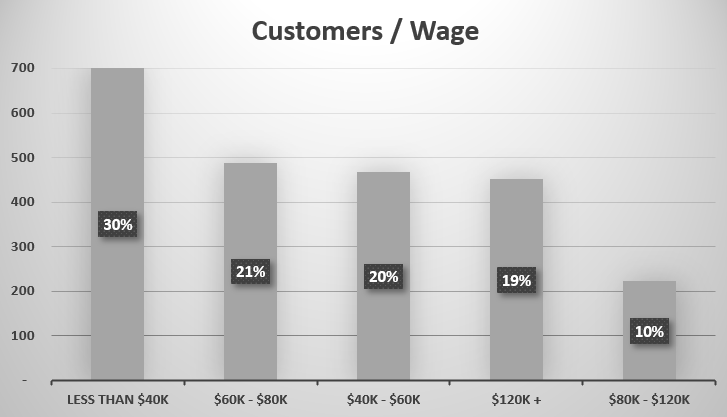 Customers / Wage
700
600
500
400
300
200
100
-
30%
21%
20%
19%
10%
LESS THAN $40K
$60K - $80K
$40K - $60K
$120K +
$80K - $120K